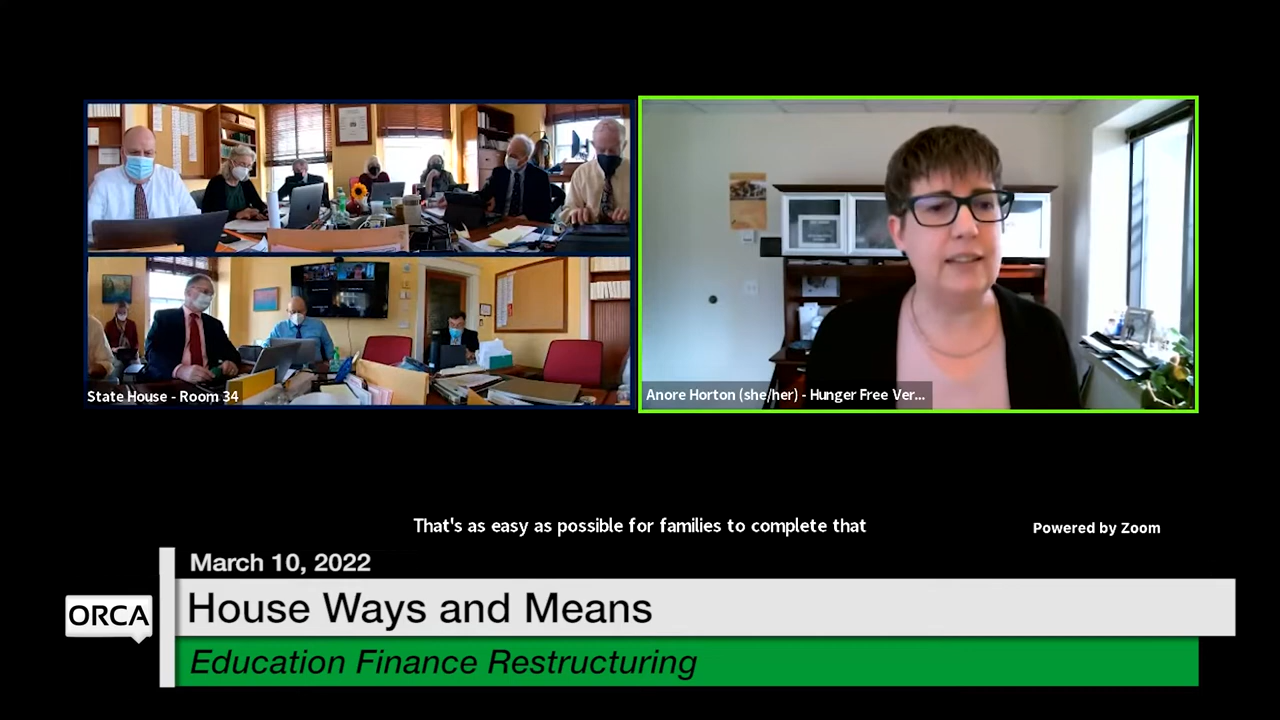 State House - Room 34
Anore Horton (she/her) - Hunger Free Ver...
That's as easy as possible for families to complete that
Powered by Zoom
March 10, 2022
ORCA
House Ways and Means
Education Finance Restructuring